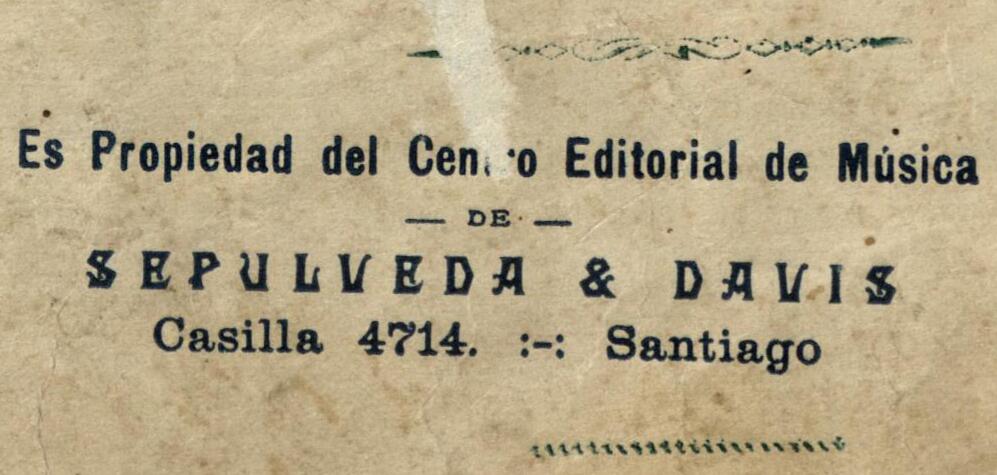 Es Propiedad del Centro Editorial de Música
— DE —
SEPULVEDA & DAVIS
Casilla 4714. :-: Santiago